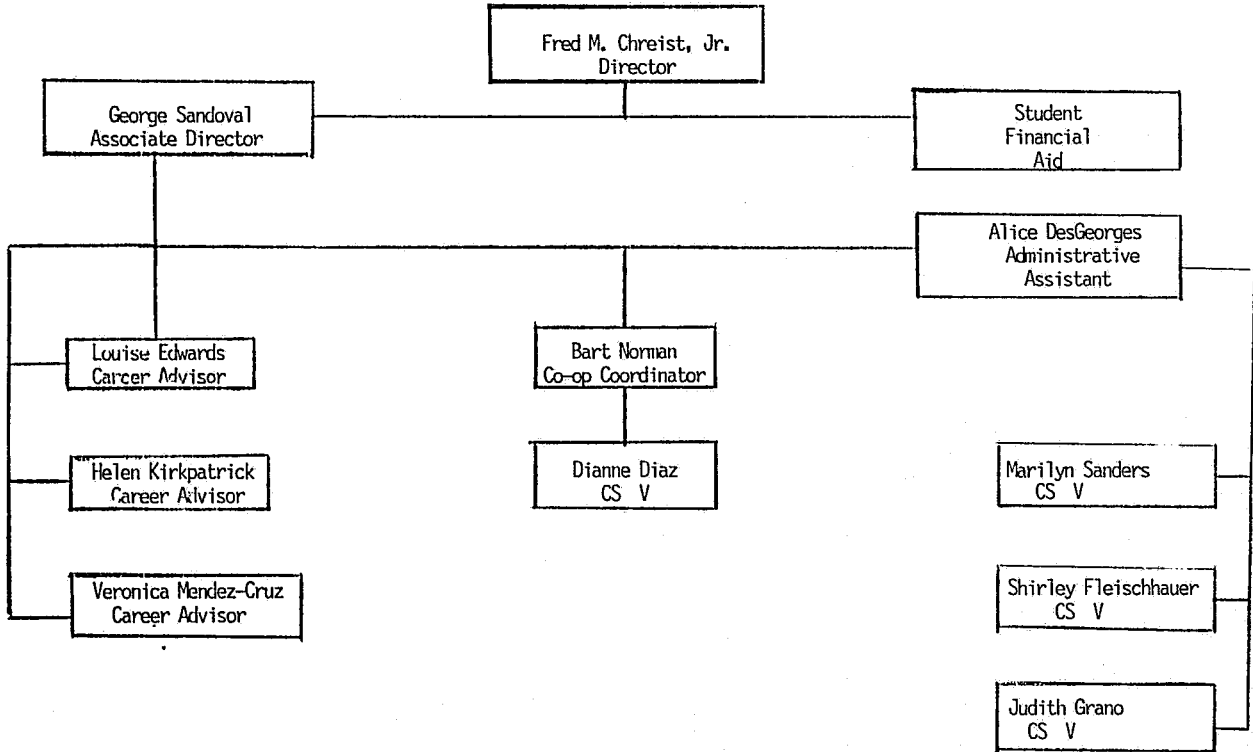 Fred M. Chreist, Jr.
Director
George Sandoval
Associate Director
Student
Financial
Aid
Alice DesGeorges
Administrative
Assistant
Louise Edwards
Career Advisor
Bart Norman
Co-op Coordinator
Helen Kirkpatrick
Career Advisor
Dianne Diaz
CS V
Marilyn Sanders
CS V
Veronica Mendez-Cruz
Career Advisor
Shirley Fleischhauer
CS V
Judith Grano
CS V